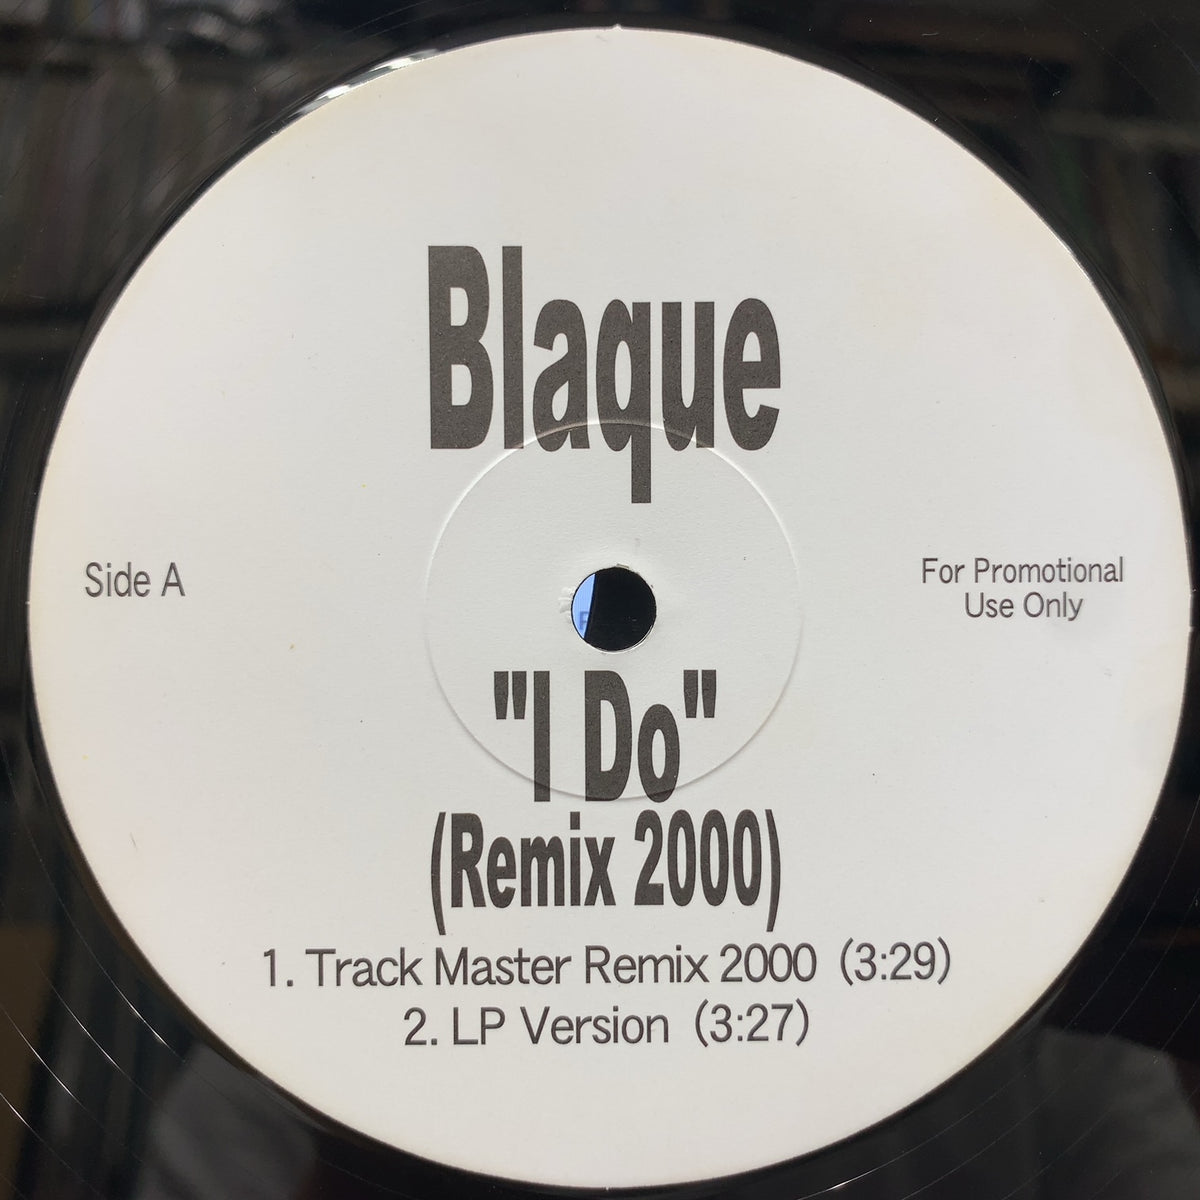 Blaque
Side A
For Promotional
Use Only
"I Do"
(Remix 2000)
1. Track Master Remix 2000 (3:29)
2. LP Version (3:27)